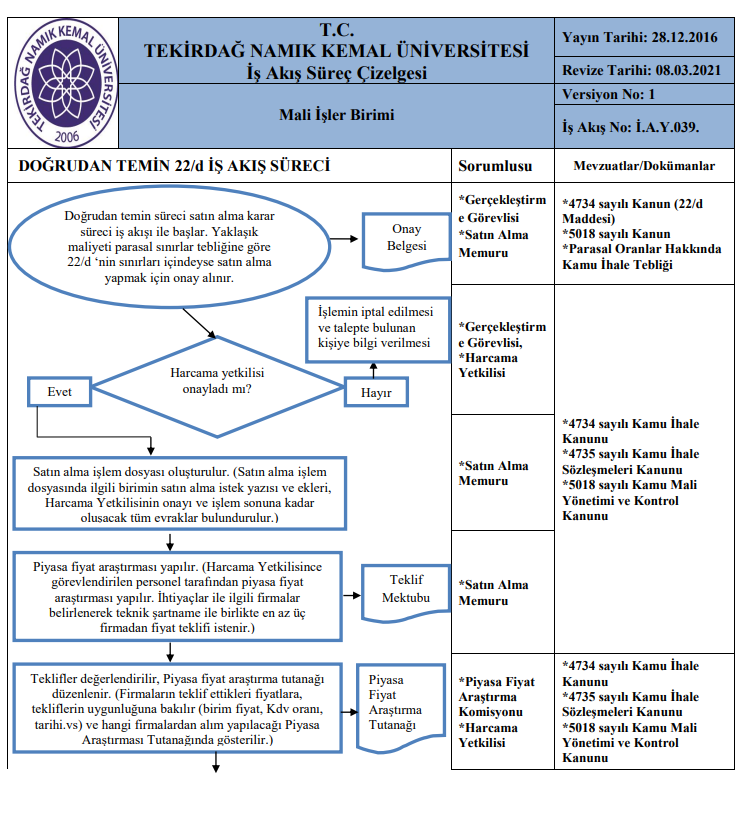 TEKİRDAĞ NAMIK KEMAL ÜNİVERSİTESİ
2006
T.C.
TEKİRDAĞ NAMIK KEMAL ÜNİVERSİTESİ
İş Akış Süreç Çizelgesi
Mali İşler Birimi
Yayın Tarihi: 28.12.2016
Revize Tarihi: 08.03.2021
Versiyon No: 1
İş Akış No: İ.A.Y.039.
DOĞRUDAN TEMİN 22/d İŞ AKIŞ SÜRECİ
Sorumlusu
Mevzuatlar/Dokümanlar
Doğrudan temin süreci satın alma karar
süreci iş akışı ile başlar. Yaklaşık
maliyeti parasal sınırlar tebliğine göre
22/d ‘nin sınırları içindeyse satın alma
yapmak için onay alınır.
Onay
Belgesi
*Gerçekleştirm
e Görevlisi
*Satın Alma
Memuru
*4734 sayılı Kanun (22/d
Maddesi)
*5018 sayılı Kanun
*Parasal Oranlar Hakkında
Kamu İhale Tebliği
İşlemin iptal edilmesi
ve talepte bulunan
kişiye bilgi verilmesi
Harcama yetkilisi
onayladı mı?
Evet
Hayır
*Gerçekleştirm
e Görevlisi,
*Harcama
Yetkilisi
*4734 sayılı Kamu İhale
Kanunu
*4735 sayılı Kamu İhale
Sözleşmeleri Kanunu
*5018 sayılı Kamu Mali
Yönetimi ve Kontrol
Kanunu
Satın alma işlem dosyası oluşturulur. (Satın alma işlem
dosyasında ilgili birimin satın alma istek yazısı ve ekleri,
Harcama Yetkilisinin onayı ve işlem sonuna kadar
oluşacak tüm evraklar bulundurulur.)
*Satın Alma
Memuru
Piyasa fiyat araştırması yapılır. (Harcama Yetkilisince
görevlendirilen personel tarafından piyasa fiyat
araştırması yapılır. İhtiyaçlar ile ilgili firmalar
belirlenerek teknik şartname ile birlikte en az üç
firmadan fiyat teklifi istenir.)
Teklif
Mektubu
*Satın Alma
Memuru
Teklifler değerlendirilir, Piyasa fiyat araştırma tutanağı
düzenlenir. (Firmaların teklif ettikleri fiyatlara,
tekliflerin uygunluğuna bakılır (birim fiyat, Kdv oranı,
tarihi.vs) ve hangi firmalardan alım yapılacağı Piyasa
Araştırması Tutanağında gösterilir.)
Piyasa
Fiyat
Araştırma
Tutanağı
*Piyasa Fiyat
Araştırma
Komisyonu
*Harcama
Yetkilisi
*4734 sayılı Kamu İhale
Kanunu
*4735 sayılı Kamu İhale
Sözleşmeleri Kanunu
*5018 sayılı Kamu Mali
Yönetimi ve Kontrol
Kanunu